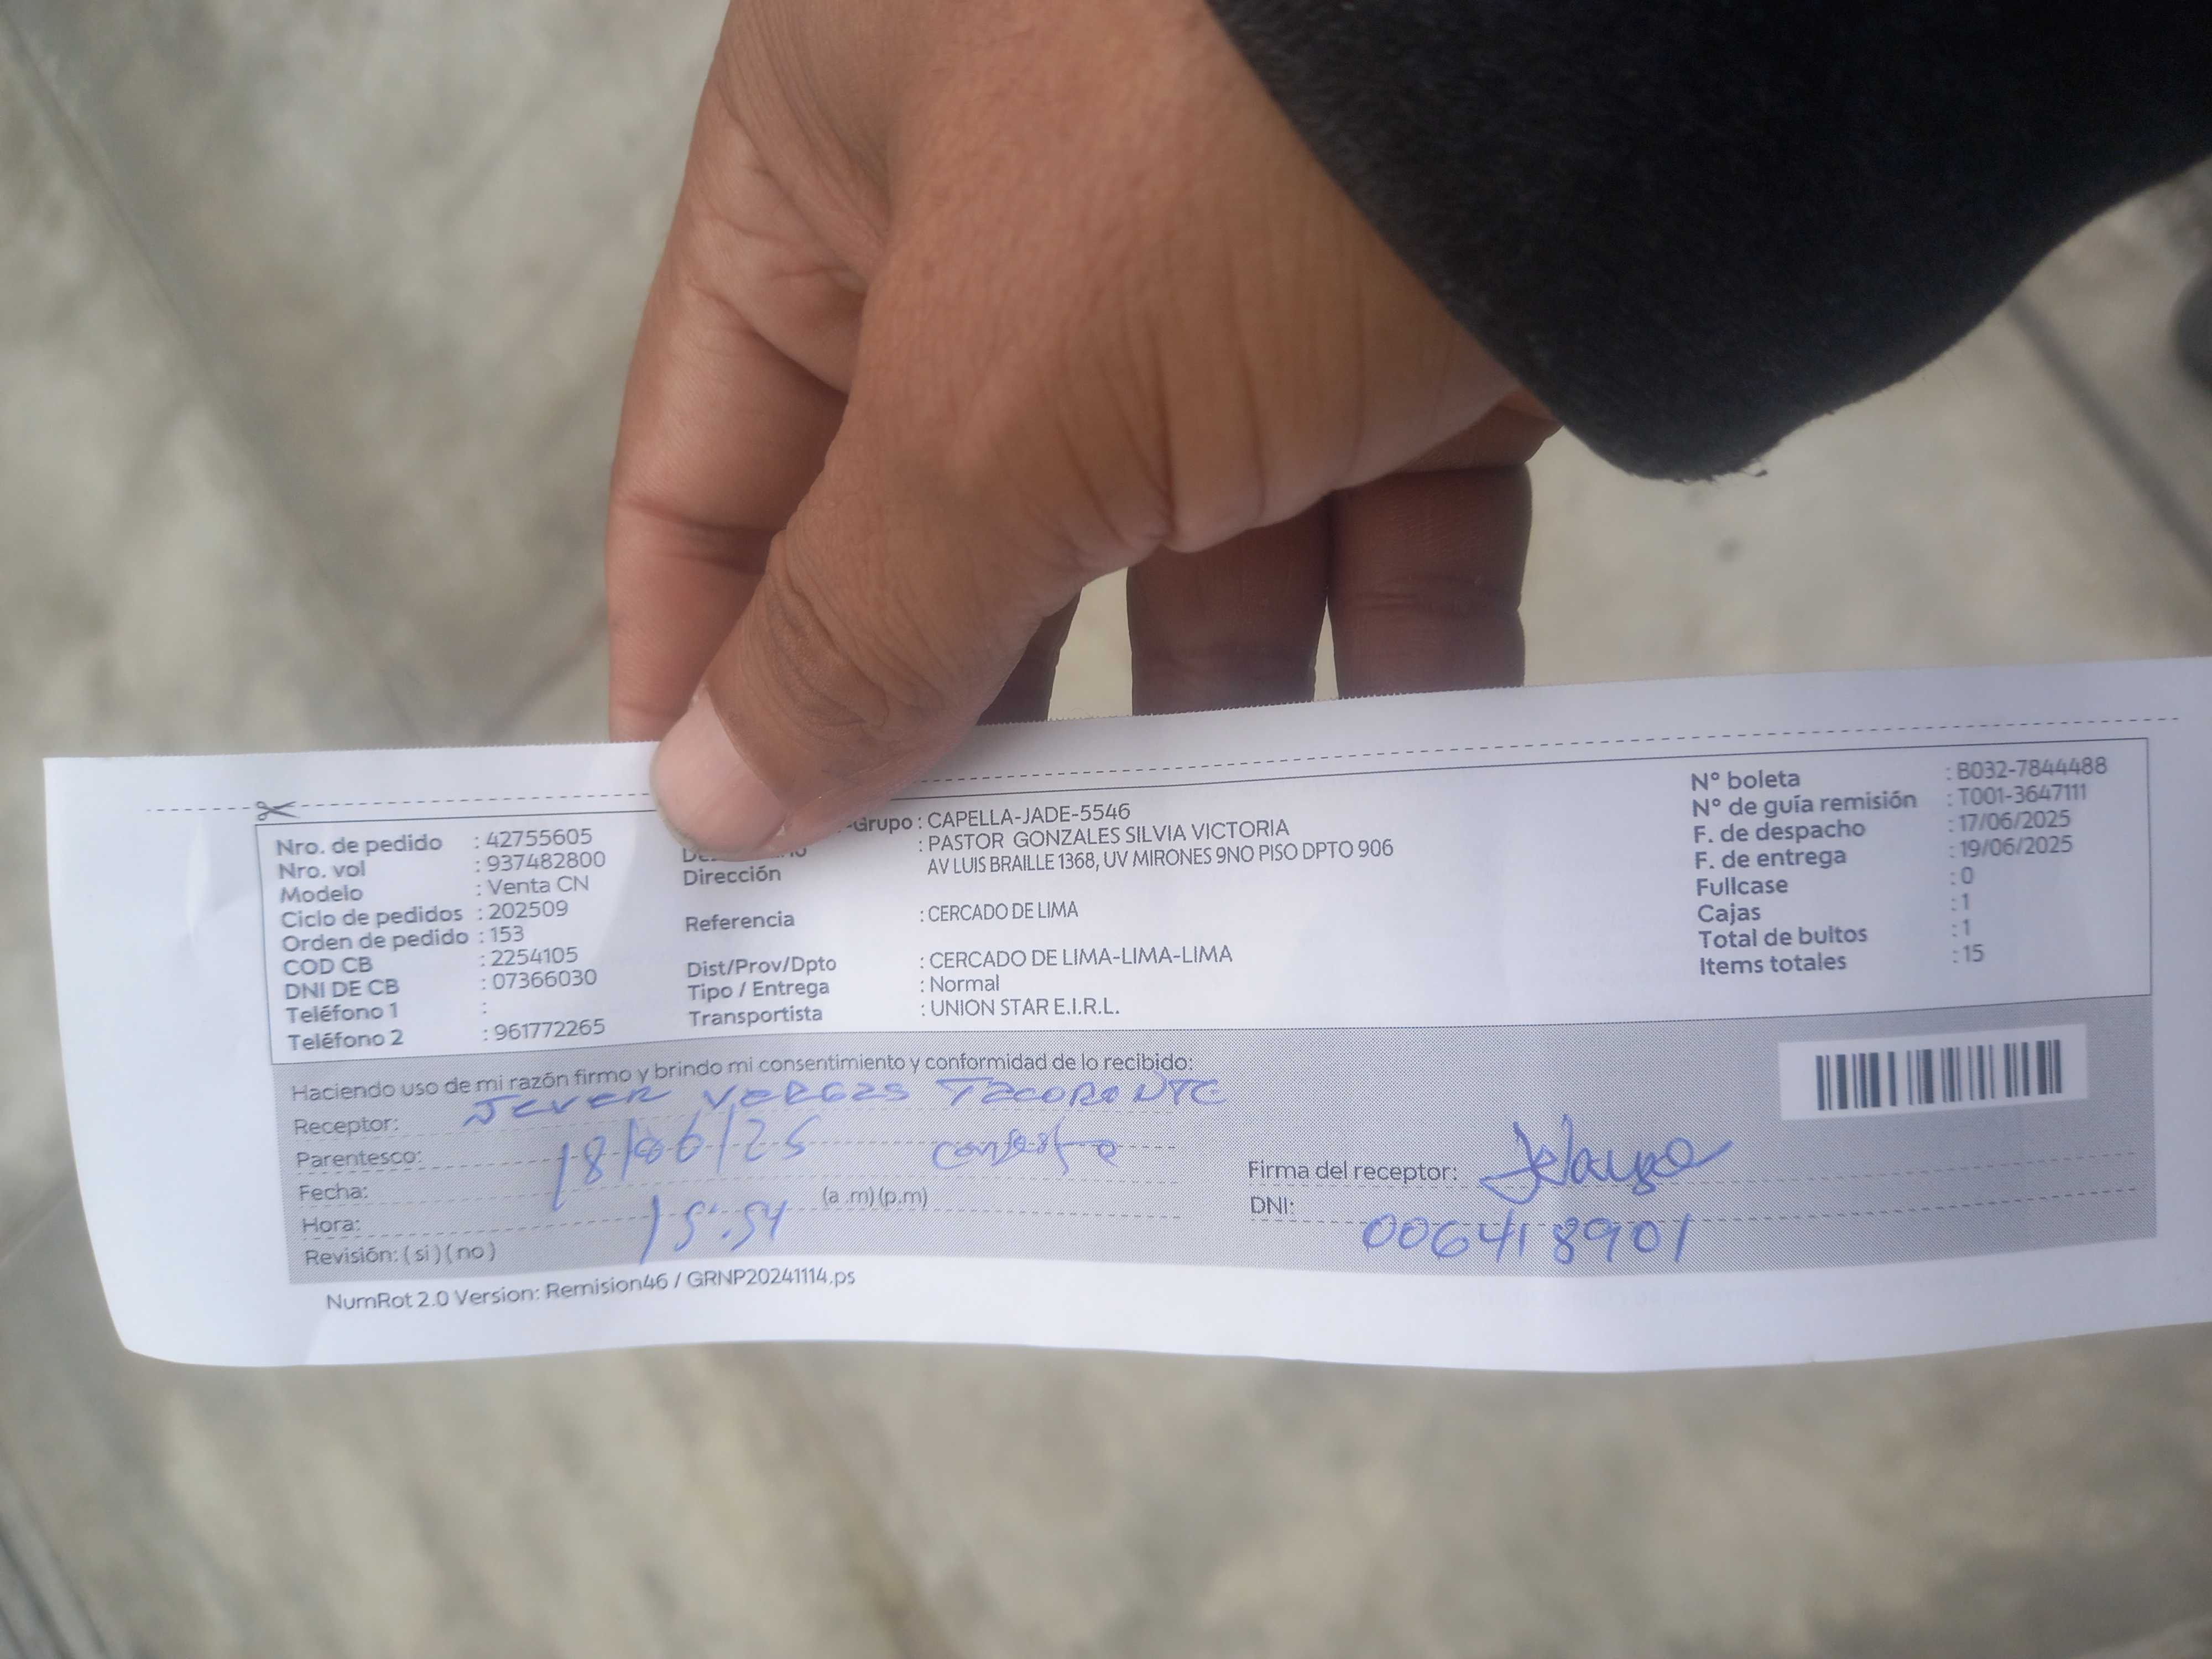 Nro. de pedido : 42755605
Nro. vol : 937482800
Modelo : Venta CN
Ciclo de pedidos : 202509
Orden de pedido : 153
COD CB : 2254105
DNI DE CB : 07366030
Teléfono 1 :
Teléfono 2 : 961772265
-Grupo : CAPELLA-JADE-5546
: PASTOR GONZALES SILVIA VICTORIA
Dirección AV LUIS BRAILLE 1368, UV MIRONES 9NO PISO DPTO 906
Referencia : CERCADO DE LIMA
Dist/Prov/Dpto : CERCADO DE LIMA-LIMA-LIMA
Tipo / Entrega : Normal
Transportista : UNION STAR E.I.R.L.
N° boleta : B032-7844488
N° de guía remisión : T001-3647111
F. de despacho : 17/06/2025
F. de entrega : 19/06/2025
Fullcase : 0
Cajas : 1
Total de bultos : 1
Items totales : 15
Haciendo uso de mi razón firmo y brindo mi consentimiento y conformidad de lo recibido:
Receptor: JEVER VERGES TECORONTE
Parentesco:
Fecha: 18/06/25
Hora: 15:54 (a .m) (p.m)
Revisión: ( si ) ( no )
Firma del receptor:
DNI: 006418901
NumRot 2.0 Version: Remision46 / GRNP20241114.ps